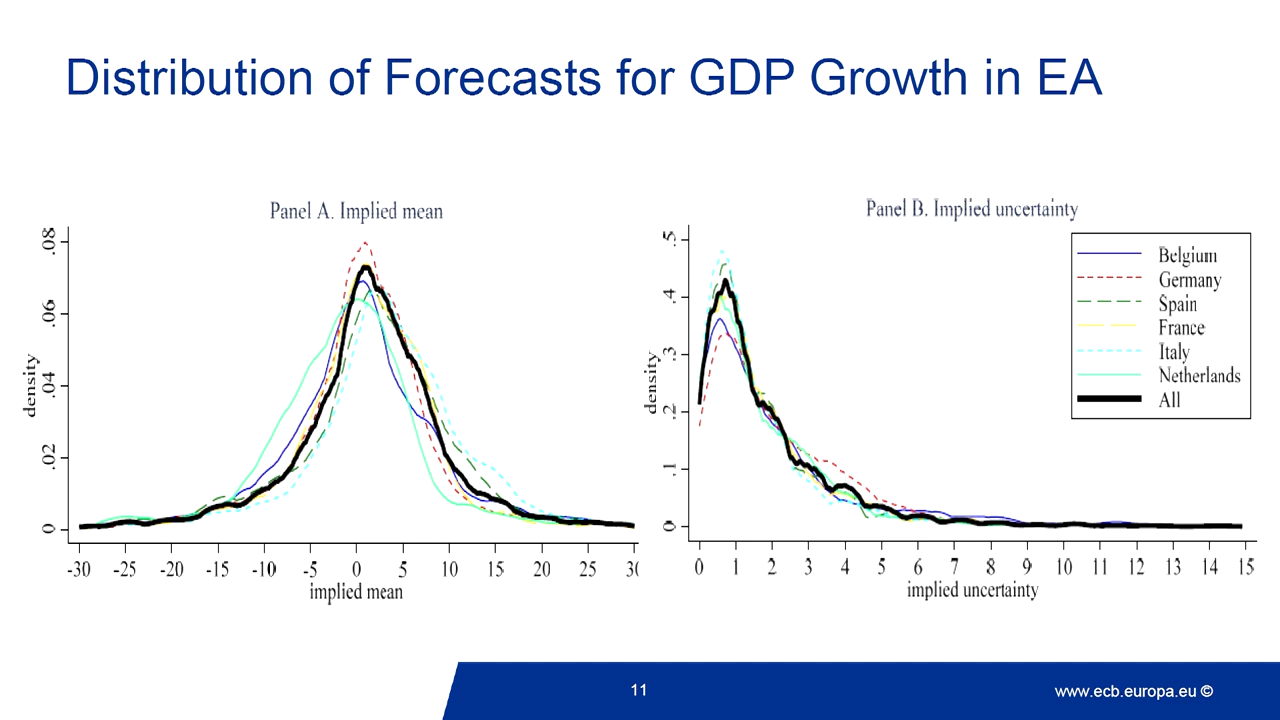 Distribution of Forecasts for GDP Growth in EA
Panel A. Implied mean
density
0 .02 .04 .06 .08
-30 -25 -20 -15 -10 -5 0 5 10 15 20 25 30
implied mean
Panel B. Implied uncertainty
density
0 .1 .2 .3 .4 .5
0 1 2 3 4 5 6 7 8 9 10 11 12 13 14 15
implied uncertainty
Belgium
Germany
Spain
France
Italy
Netherlands
All
11
www.ecb.europa.eu ©